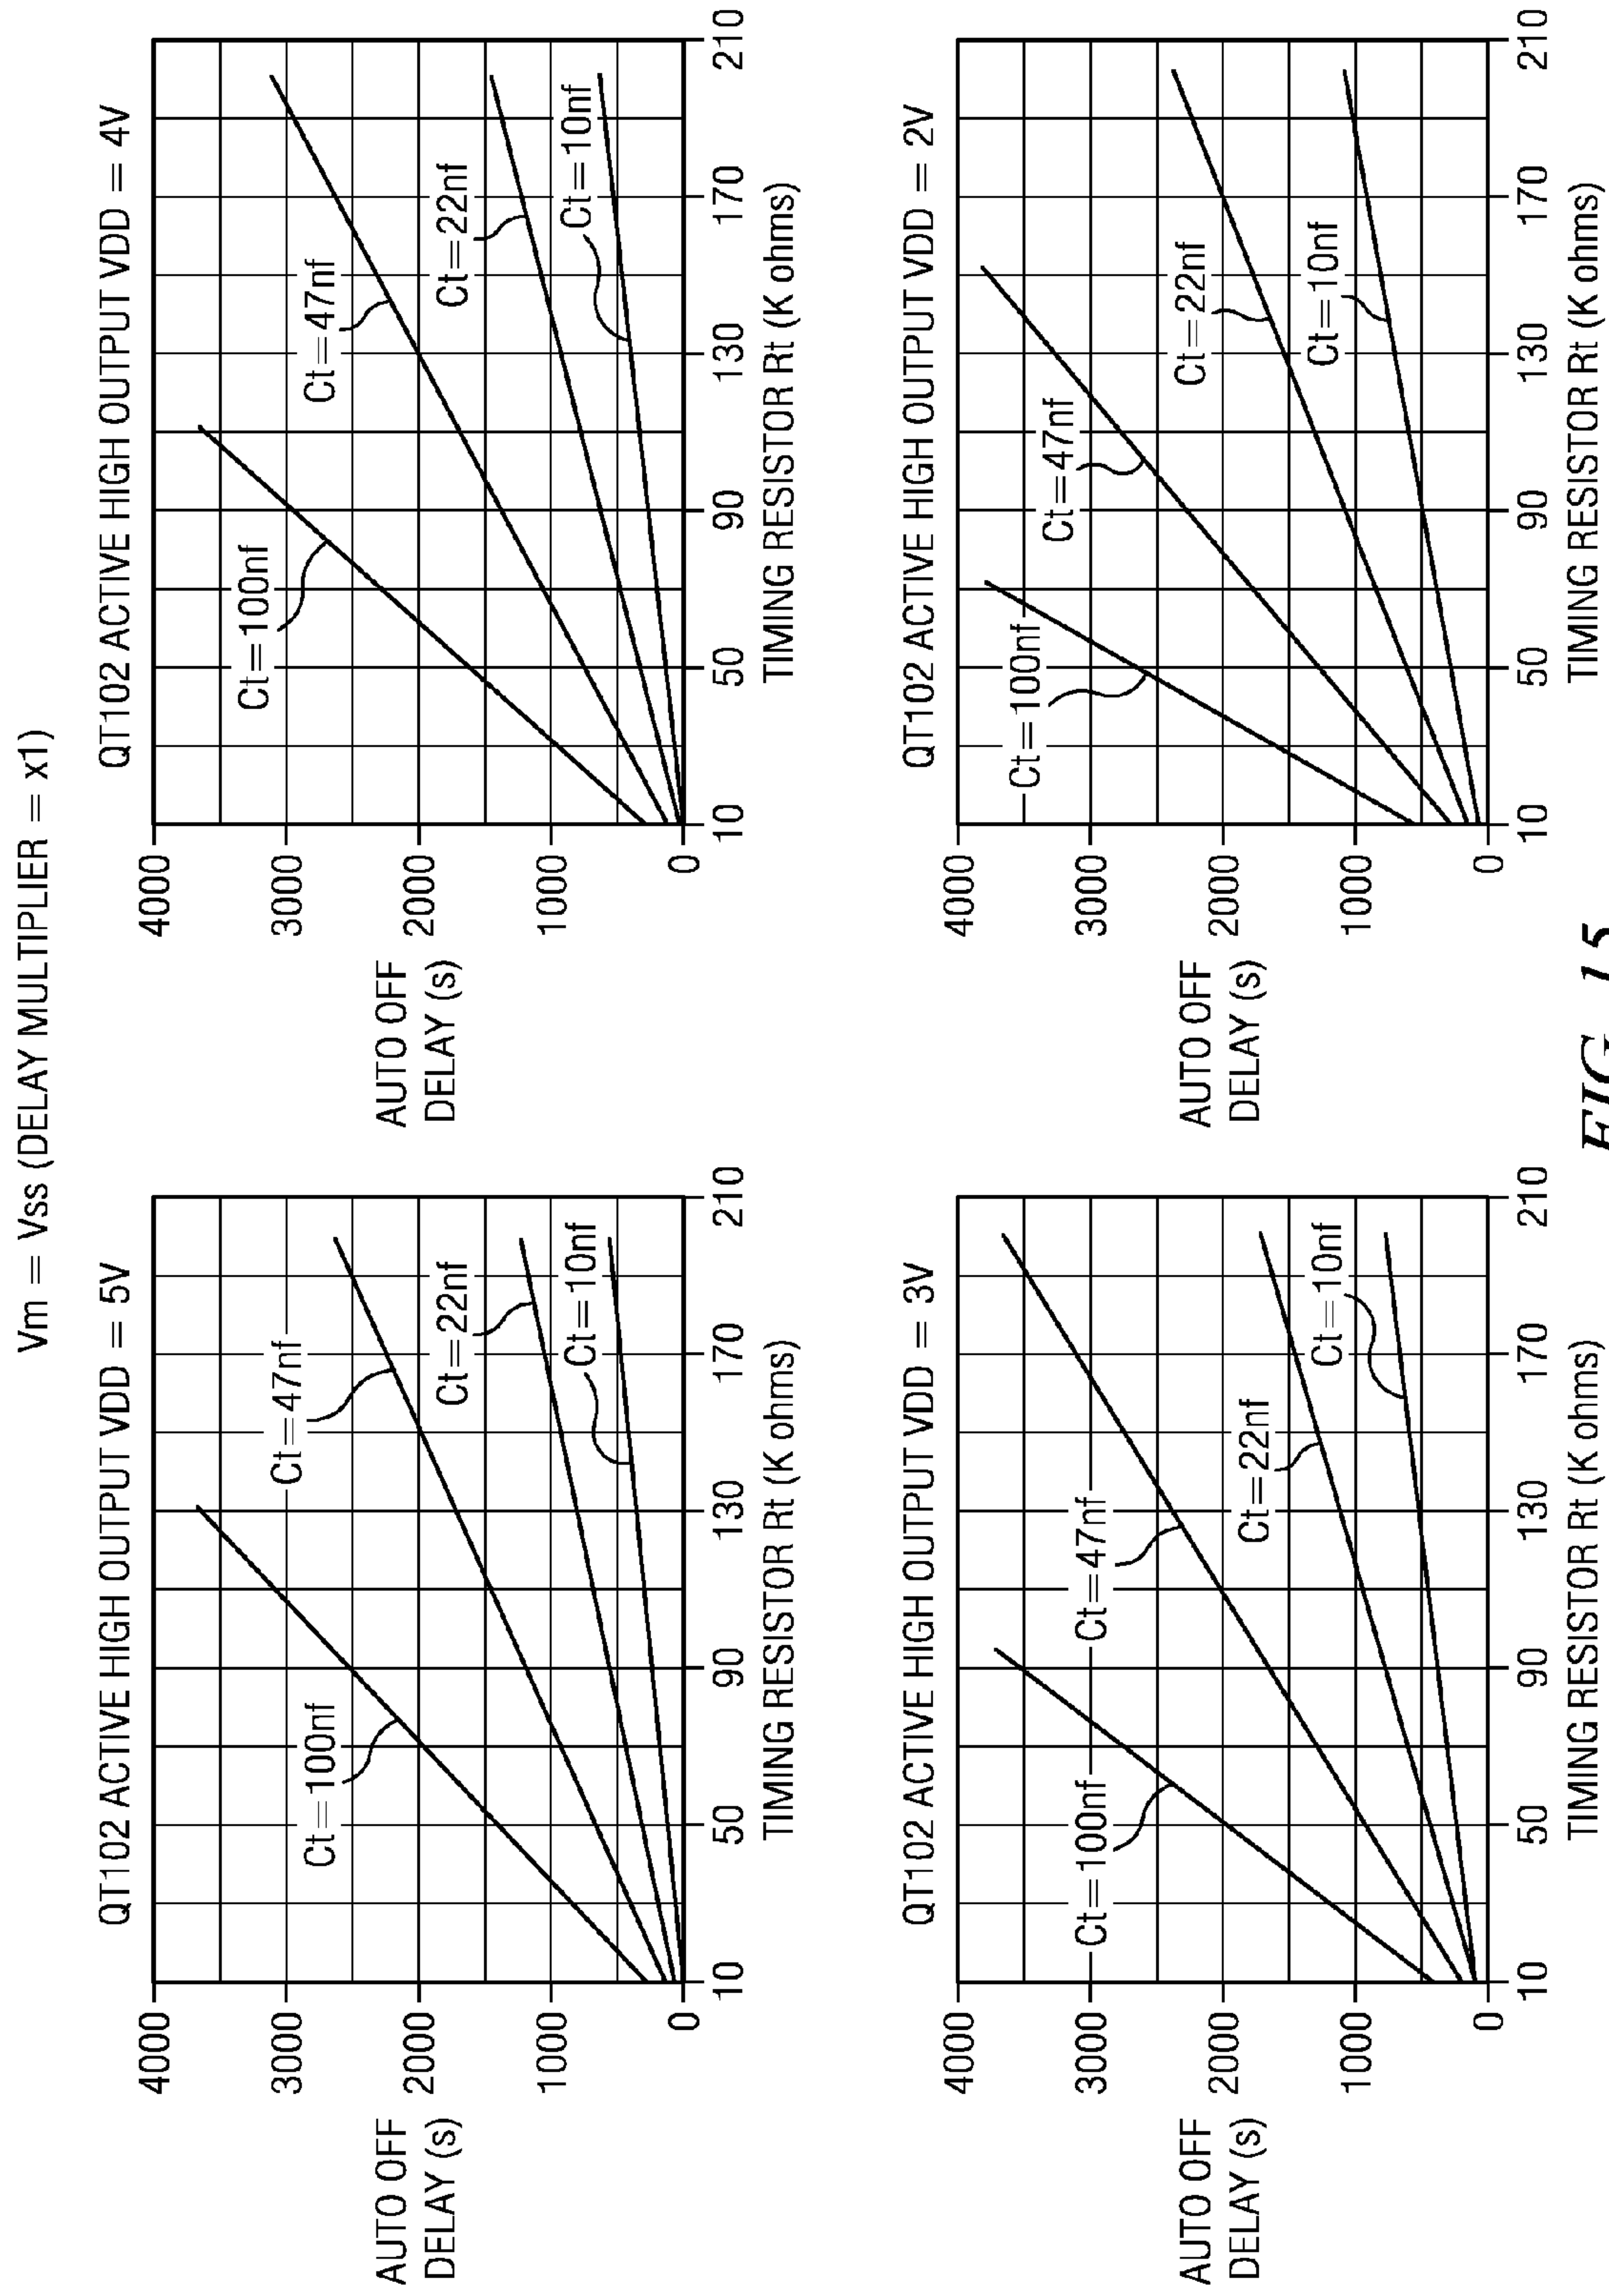 Vm = Vss (DELAY MULTIPLIER = x1)
QT102 ACTIVE HIGH OUTPUT VDD = 5V
AUTO OFF
DELAY (s)
4000
3000
2000
1000
0
Ct=100nf
Ct=47nf
Ct=22nf
Ct=10nf
10
50
90
130
170
210
TIMING RESISTOR Rt (K ohms)
QT102 ACTIVE HIGH OUTPUT VDD = 4V
AUTO OFF
DELAY (s)
4000
3000
2000
1000
0
Ct=100nf
Ct=47nf
Ct=22nf
Ct=10nf
10
50
90
130
170
210
TIMING RESISTOR Rt (K ohms)
QT102 ACTIVE HIGH OUTPUT VDD = 3V
AUTO OFF
DELAY (s)
4000
3000
2000
1000
0
Ct=100nf
Ct=47nf
Ct=22nf
Ct=10nf
10
50
90
130
170
210
TIMING RESISTOR Rt (K ohms)
QT102 ACTIVE HIGH OUTPUT VDD = 2V
AUTO OFF
DELAY (s)
4000
3000
2000
1000
0
Ct=100nf
Ct=47nf
Ct=22nf
Ct=10nf
10
50
90
130
170
210
TIMING RESISTOR Rt (K ohms)
FIG. 15